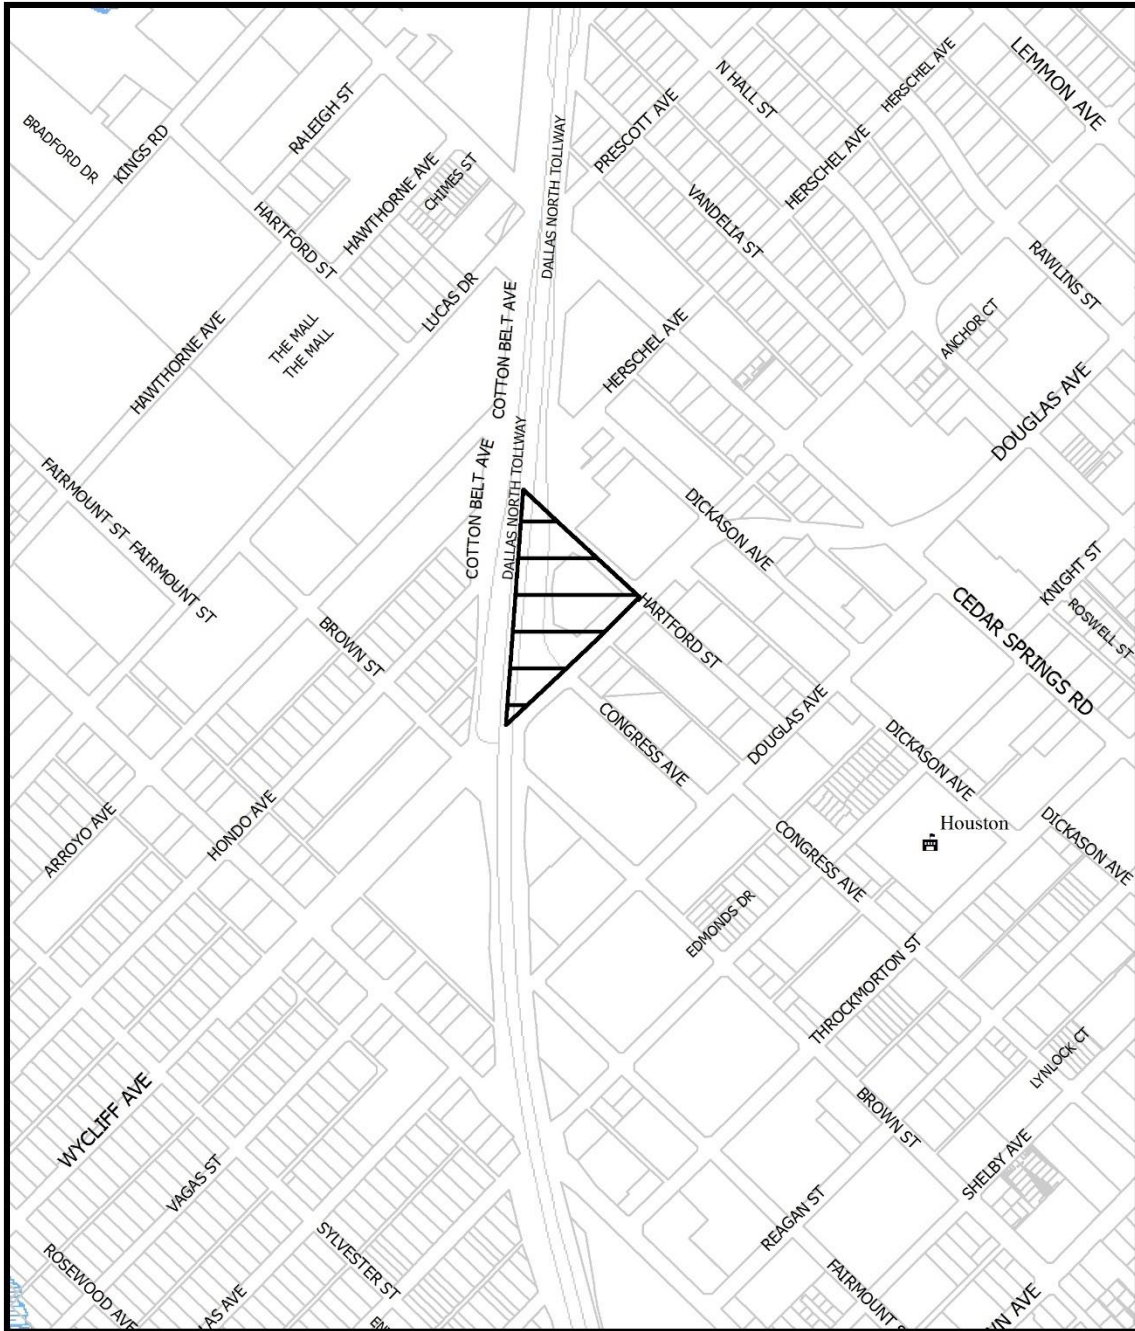 LEMMON AVE
HERSCHEL AVE
N HALL ST
PRESCOTT AVE
RALEIGH ST
BRADFORD DR
KINGS RD
HAWTHORNE AVE
CHIMES ST
DALLAS NORTH TOLLWAY
HERSCHEL AVE
VANDELIA ST
HARTFORD ST
RAWLINS ST
LUCAS DR
COTTON BELT AVE
ANCHOR CT
THE MALL
THE MALL
HAWTHORNE AVE
HERSCHEL AVE
DOUGLAS AVE
COTTON BELT AVE
DALLAS NORTH TOLLWAY
FAIRMOUNT ST
FAIRMOUNT ST
DICKASON AVE
KNIGHT ST
CEDAR SPRINGS RD
ROSWELL ST
HARTFORD ST
BROWN ST
CONGRESS AVE
DOUGLAS AVE
DICKASON AVE
ARROYO AVE
HONDO AVE
Houston
DICKASON AVE
CONGRESS AVE
EDMONDS DR
THROCKMORTON ST
LYNLOCK CT
WYCLIFF AVE
BROWN ST
SHELBY AVE
VAGAS ST
REAGAN ST
SYLVESTER ST
ROSEWOOD AVE
LAS AVE
FAIRMOUNT S
NN AVE